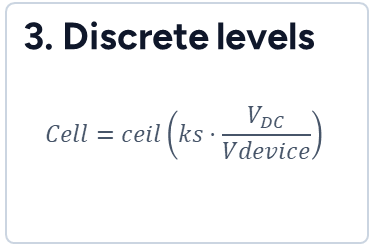 3. Discrete levels
Cell = ceil (ks · V_DC / Vdevice)